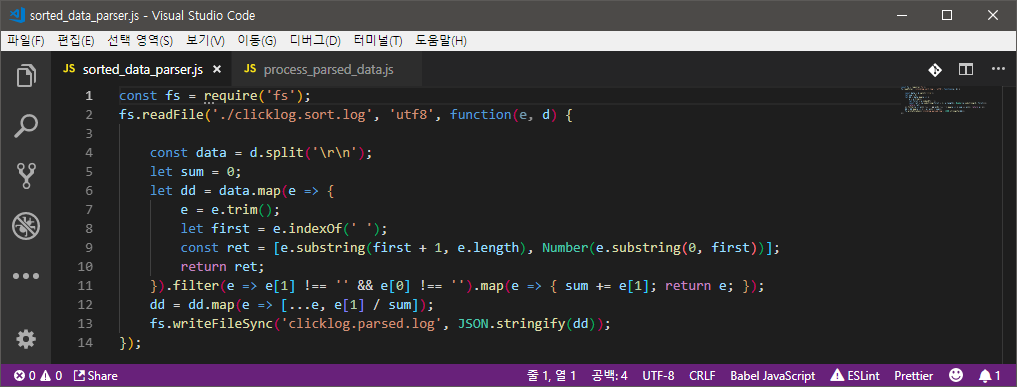 sorted_data_parser.js - Visual Studio Code
파일(F) 편집(E) 선택 영역(S) 보기(V) 이동(G) 디버그(D) 터미널(T) 도움말(H)
JS sorted_data_parser.js × JS process_parsed_data.js
1 const fs = require('fs');
2 fs.readFile('./clicklog.sort.log', 'utf8', function(e, d) {
3
4     const data = d.split('\r\n');
5     let sum = 0;
6     let dd = data.map(e => {
7         e = e.trim();
8         let first = e.indexOf(' ');
9         const ret = [e.substring(first + 1, e.length), Number(e.substring(0, first))];
10         return ret;
11     }).filter(e => e[1] !== '' && e[0] !== '').map(e => { sum += e[1]; return e; });
12     dd = dd.map(e => [...e, e[1] / sum]);
13     fs.writeFileSync('clicklog.parsed.log', JSON.stringify(dd));
14 });
0 0 Share 줄 1, 열 1 공백: 4 UTF-8 CRLF Babel JavaScript ESLint Prettier 1